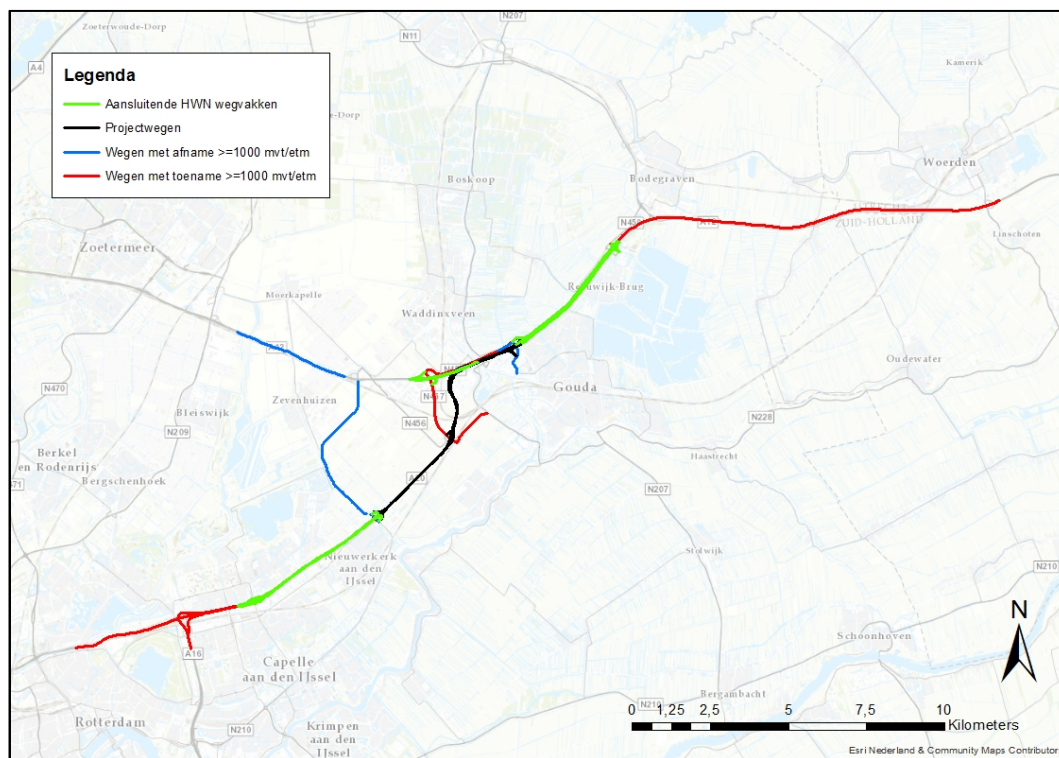 N207
Zoeterwoude-Dorp
N11
A4
Kamerik
Legenda
Aansluitende HWN wegvakken
Projectwegen
Wegen met afname >=1000 mvt/etm
Wegen met toename >=1000 mvt/etm
Woerden
Bodegraven
Boskoop
Zoetermeer
ZUID-HOLLAND
Linschoten
Reeuwijk-Brug
Moerkapelle
Waddinxveen
Oudewater
Gouda
N470
Zevenhuizen
Bleiswijk
N456
N228
N209
Berkel
en Rodenrijs
Bergschenhoek
Haastrecht
A20
N207
Stolwijk
Nieuwerkerk
aan den
IJssel
N210
N
Schoonhoven
A16
Capelle
aan den IJssel
N210
Bergambacht
Rotterdam
N210
Krimpen
aan den
IJssel
0 1,25 2,5 5 7,5 10
Kilometers
Esri Nederland & Community Maps Contributor